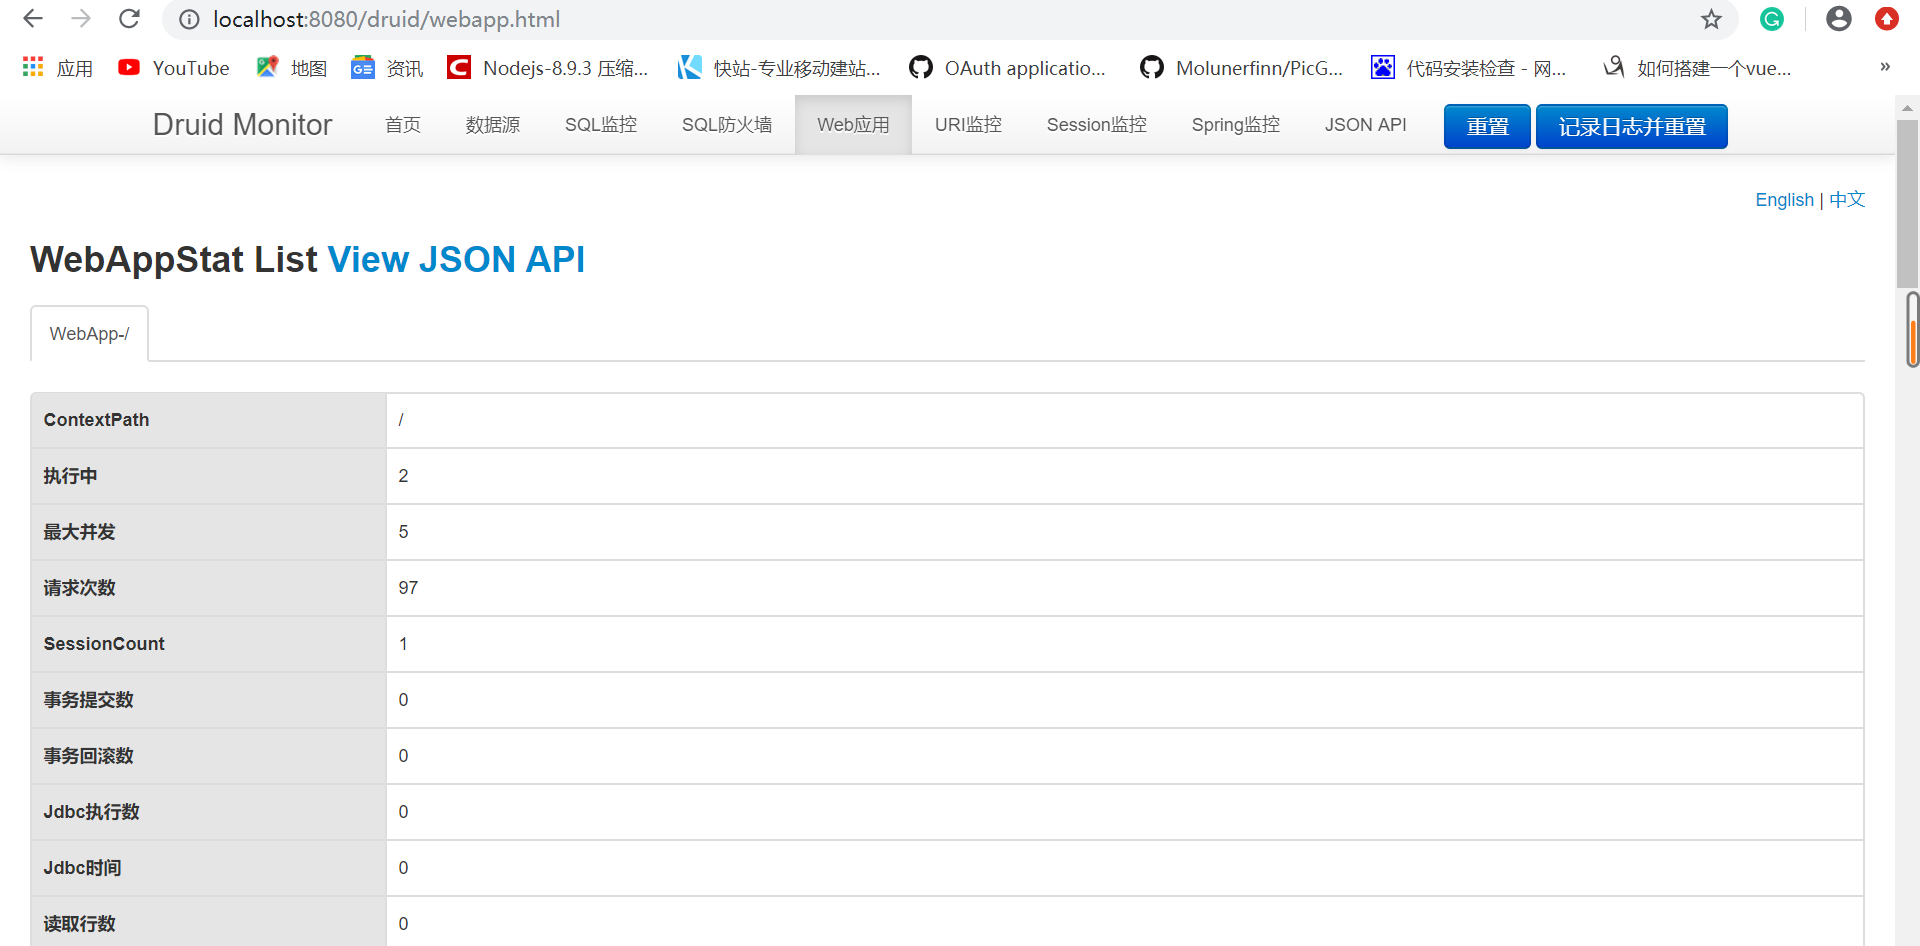 localhost:8080/druid/webapp.html
应用 YouTube 地图 资讯 Nodejs-8.9.3 压缩... 快站-专业移动建站... OAuth applicatio... Molunerfinn/PicG... 代码安装检查 - 网... 如何搭建一个vue... »
Druid Monitor 首页 数据源 SQL监控 SQL防火墙 Web应用 URI监控 Session监控 Spring监控 JSON API 重置 记录日志并重置
English | 中文
WebAppStat List View JSON API
WebApp-/
ContextPath /
执行中 2
最大并发 5
请求次数 97
SessionCount 1
事务提交数 0
事务回滚数 0
Jdbc执行数 0
Jdbc时间 0
读取行数 0